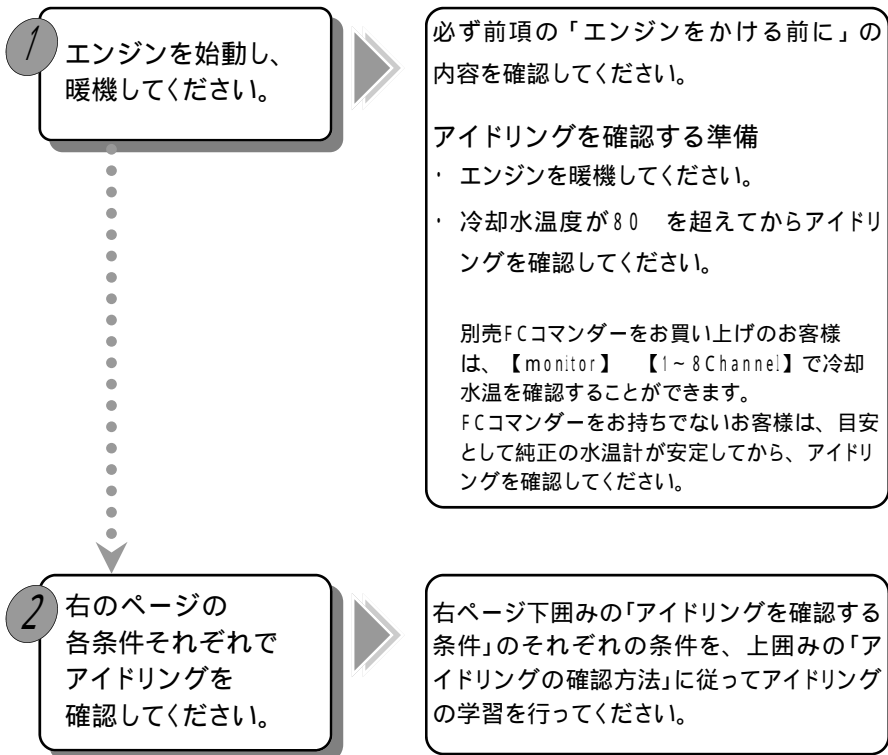 1
エンジンを始動し、
暖機してください。
必ず前項の「エンジンをかける前に」の
内容を確認してください。
アイドリングを確認する準備
・ エンジンを暖機してください。
・ 冷却水温度が80　を超えてからアイドリ
ングを確認してください。
別売FCコマンダーをお買い上げのお客様
は、【monitor】　【1~8Channel】で冷却
水温を確認することができます。
FCコマンダーをお持ちでないお客様は、目安
として純正の水温計が安定してから、アイドリ
ングを確認してください。
2
右のページの
各条件それぞれで
アイドリングを
確認してください。
右ページ下囲みの「アイドリングを確認する
条件」のそれぞれの条件を、上囲みの「ア
イドリングの確認方法」に従ってアイドリング
の学習を行ってください。